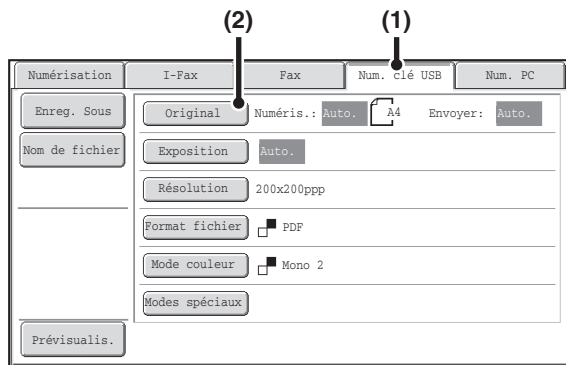 (2) (1)
Numérisation I-Fax Fax Num. clé USB Num. PC
Enreg. Sous Original Numéris.: Auto. A4 Envoyer: Auto.
Nom de fichier Exposition Auto.
Résolution 200x200ppp
Format fichier PDF
Mode couleur Mono 2
Modes spéciaux
Prévisualis.